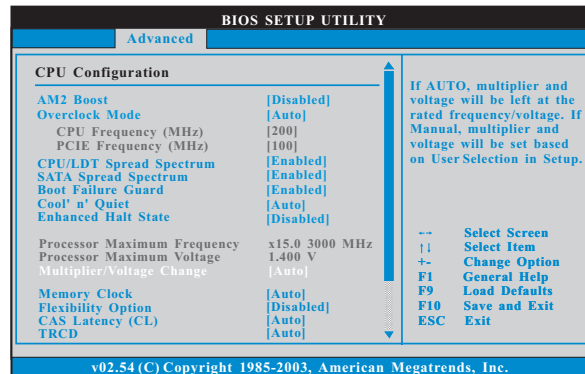 BIOS SETUP UTILITY
Advanced
CPU Configuration
AM2 Boost [Disabled]
Overclock Mode [Auto]
CPU Frequency (MHz) [200]
PCIE Frequency (MHz) [100]
CPU/LDT Spread Spectrum [Enabled]
SATA Spread Spectrum [Enabled]
Boot Failure Guard [Enabled]
Cool' n' Quiet [Auto]
Enhanced Halt State [Disabled]
Processor Maximum Frequency x15.0 3000 MHz
Processor Maximum Voltage 1.400 V
Multiplier/Voltage Change [Auto]
Memory Clock [Auto]
Flexibility Option [Disabled]
CAS Latency (CL) [Auto]
TRCD [Auto]
If AUTO, multiplier and
voltage will be left at the
rated frequency/voltage. If
Manual, multiplier and
voltage will be set based
on User Selection in Setup.
←→ Select Screen
↑↓ Select Item
+- Change Option
F1 General Help
F9 Load Defaults
F10 Save and Exit
ESC Exit
v02.54 (C) Copyright 1985-2003, American Megatrends, Inc.